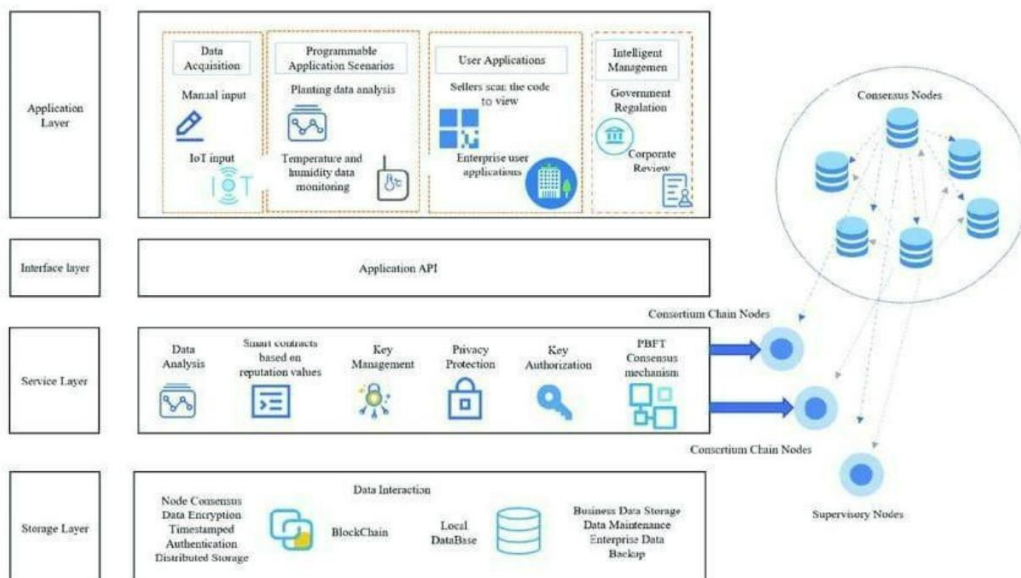 Application
Layer
Data
Acquisition
Manual input
IoT input
IOT
Programmable
Application Scenarios
Planting data analysis
Temperature and
humidity data
monitoring
°C
User Applications
Sellers scan the code
to view
Enterprise user
applications
Intelligent
Managemen
Government
Regulation
Corporate
Review
Interface layer
Application API
Service Layer
Data
Analysis
Smart contracts
based on
reputation values
Key
Management
Privacy
Protection
Key
Authorization
PBFT
Consensus
mechanism
Storage Layer
Data Interaction
Node Consensus
Data Encryption
Timestamped
Authentication
Distributed Storage
BlockChain
Local
DataBase
Business Data Storage
Data Maintenance
Enterprise Data
Backup
Consensus Nodes
Consortium Chain Nodes
Consortium Chain Nodes
Supervisory Nodes